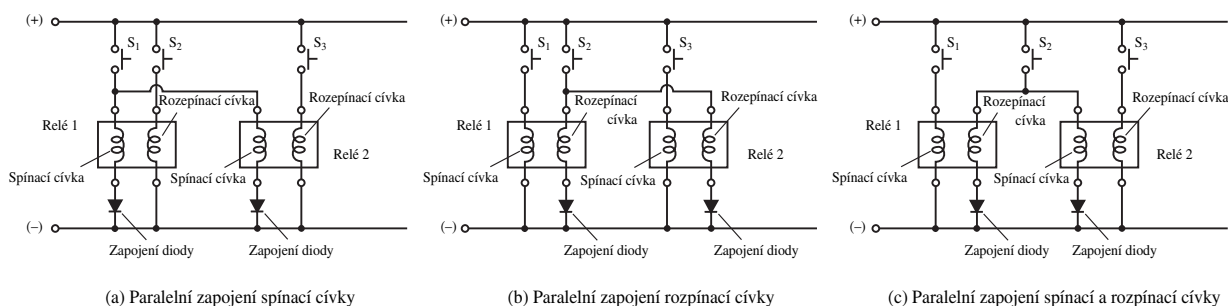 (+)
S1
S2
S3
Rozepínací cívka
Rozepínací cívka
Relé 1
Relé 2
Spínací cívka
Spínací cívka
(−)
Zapojení diody
Zapojení diody
(a) Paralelní zapojení spínací cívky
(+)
S1
S2
S3
Rozepínací
cívka
Rozepínací cívka
Relé 1
Relé 2
Spínací cívka
Spínací cívka
(−)
Zapojení diody
Zapojení diody
(b) Paralelní zapojení rozpínací cívky
(+)
S1
S2
S3
Rozepínací
cívka
Rozepínací cívka
Relé 1
Relé 2
Spínací cívka
Spínací cívka
(−)
Zapojení diody
Zapojení diody
(c) Paralelní zapojení spínací a rozpínací cívky